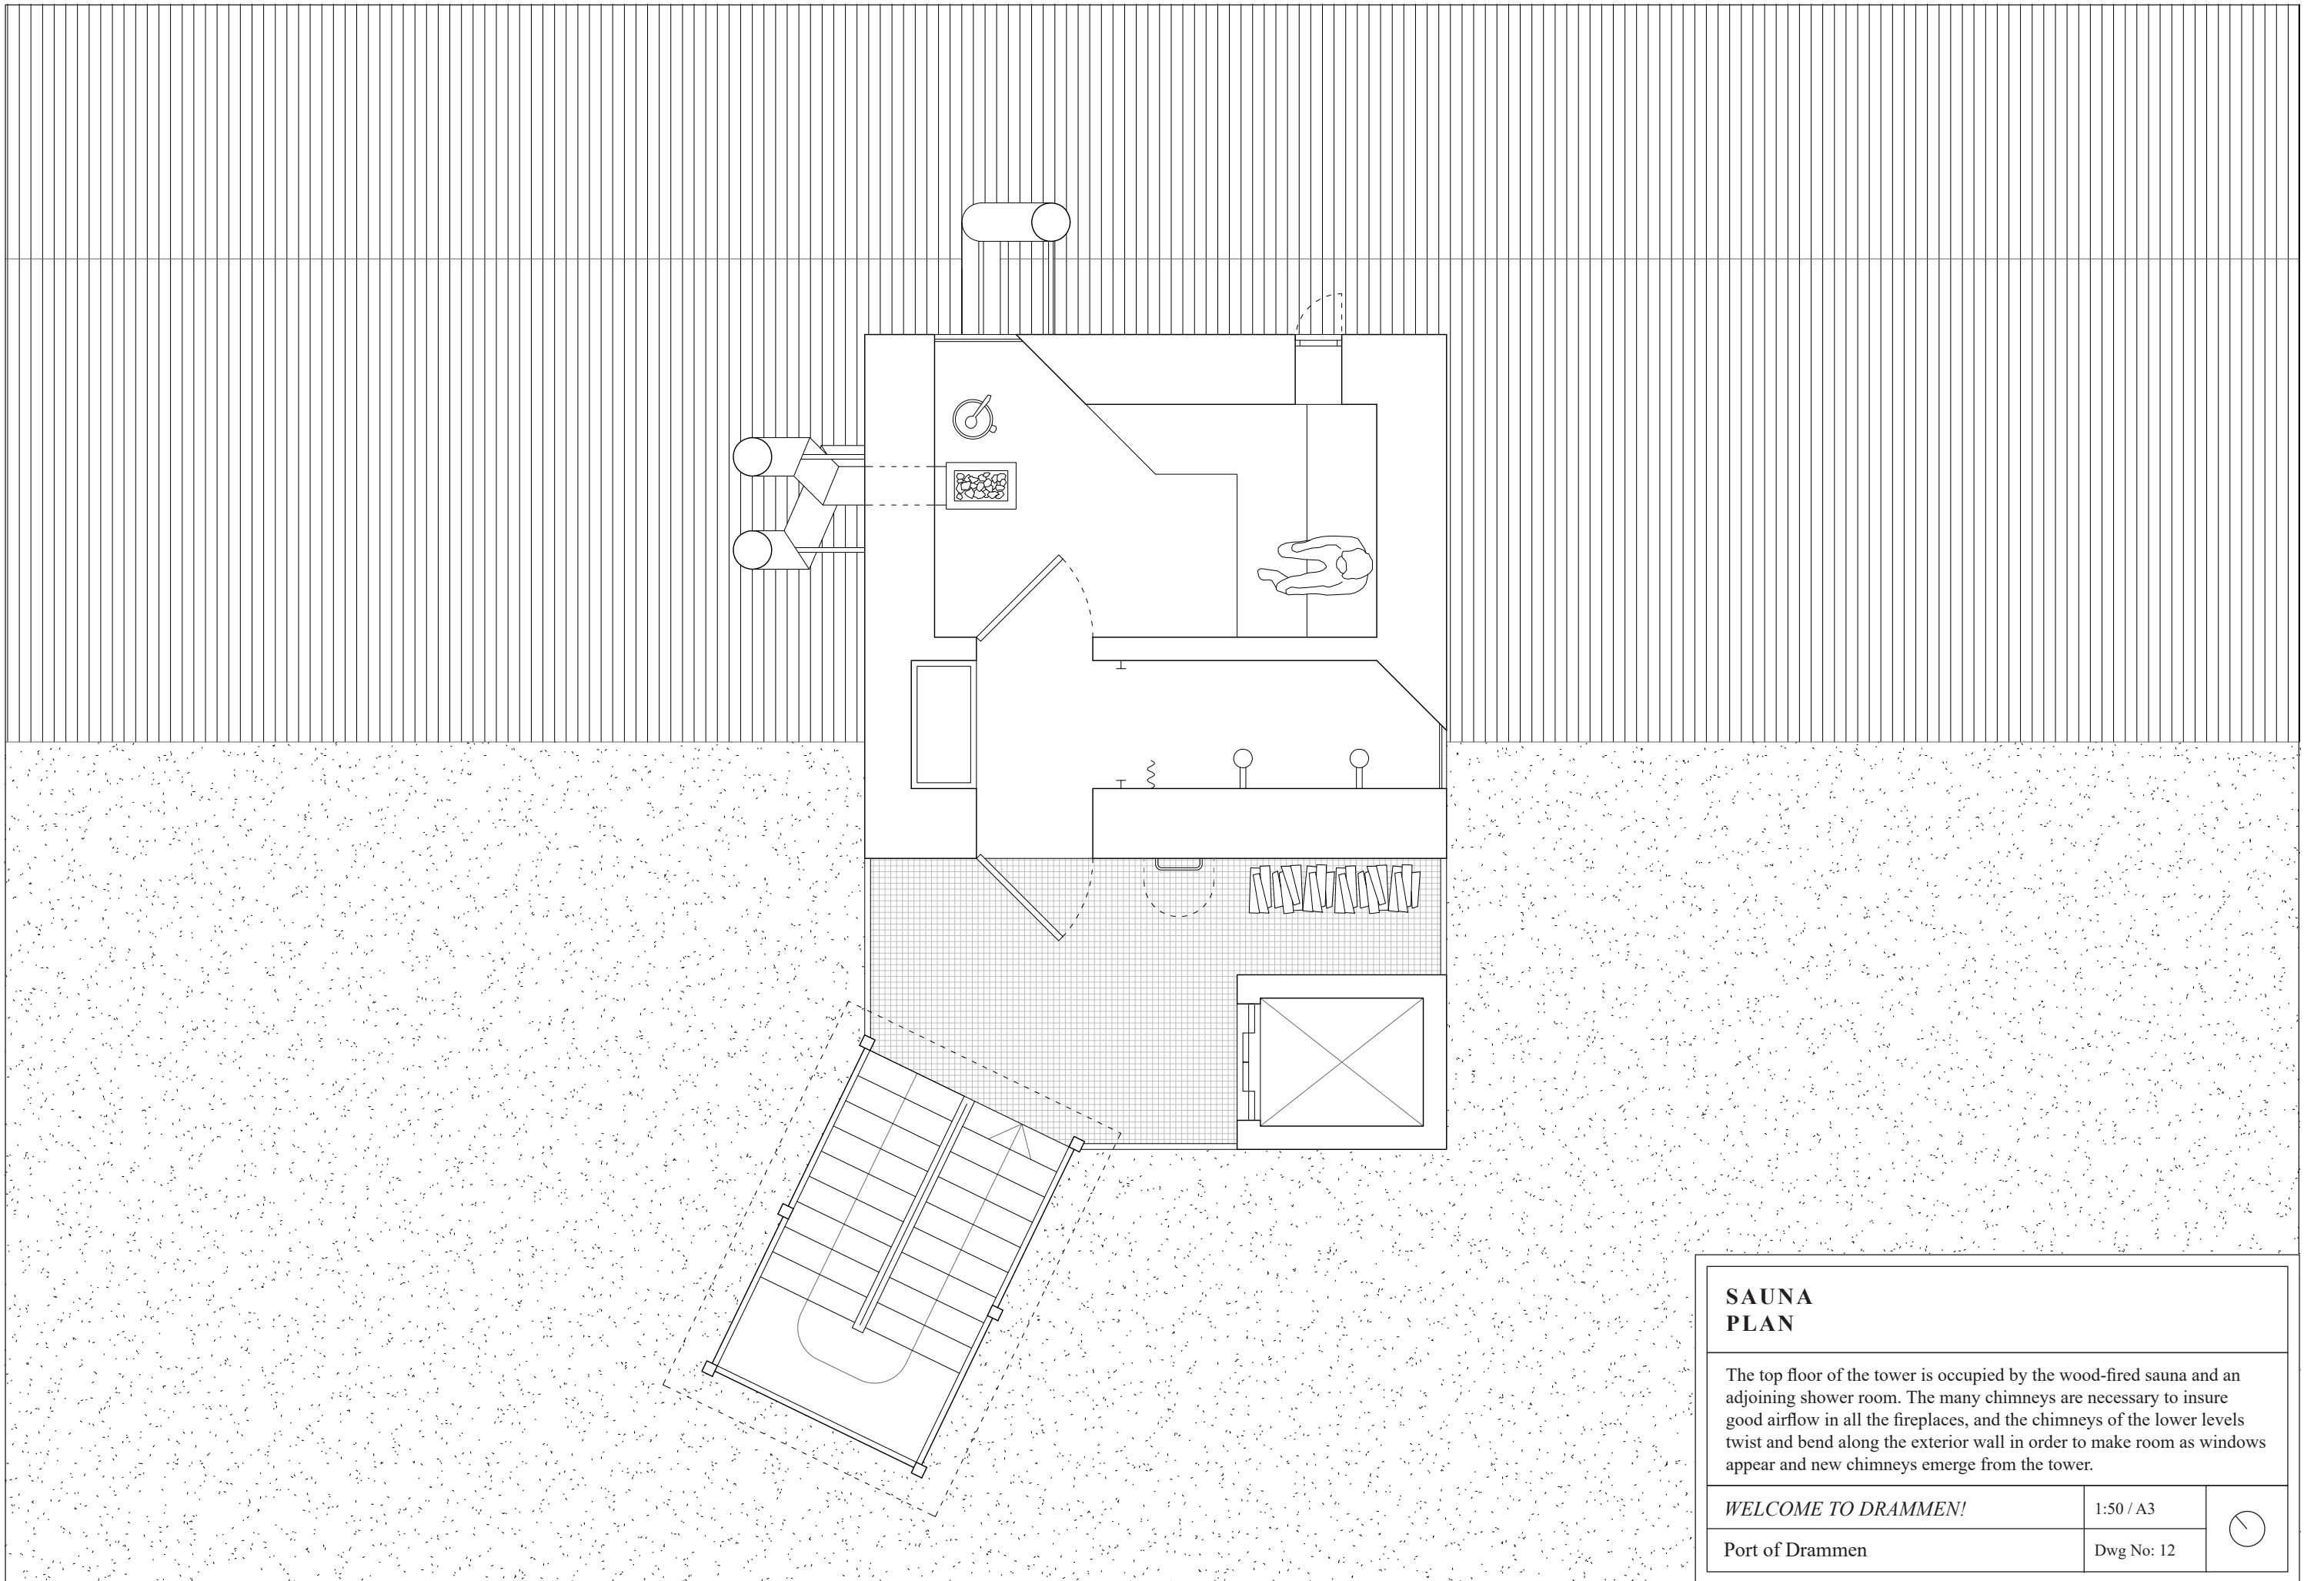 SAUNA
PLAN
The top floor of the tower is occupied by the wood-fired sauna and an
adjoining shower room. The many chimneys are necessary to insure
good airflow in all the fireplaces, and the chimneys of the lower levels
twist and bend along the exterior wall in order to make room as windows
appear and new chimneys emerge from the tower.
WELCOME TO DRAMMEN!
1:50 / A3
Port of Drammen
Dwg No: 12